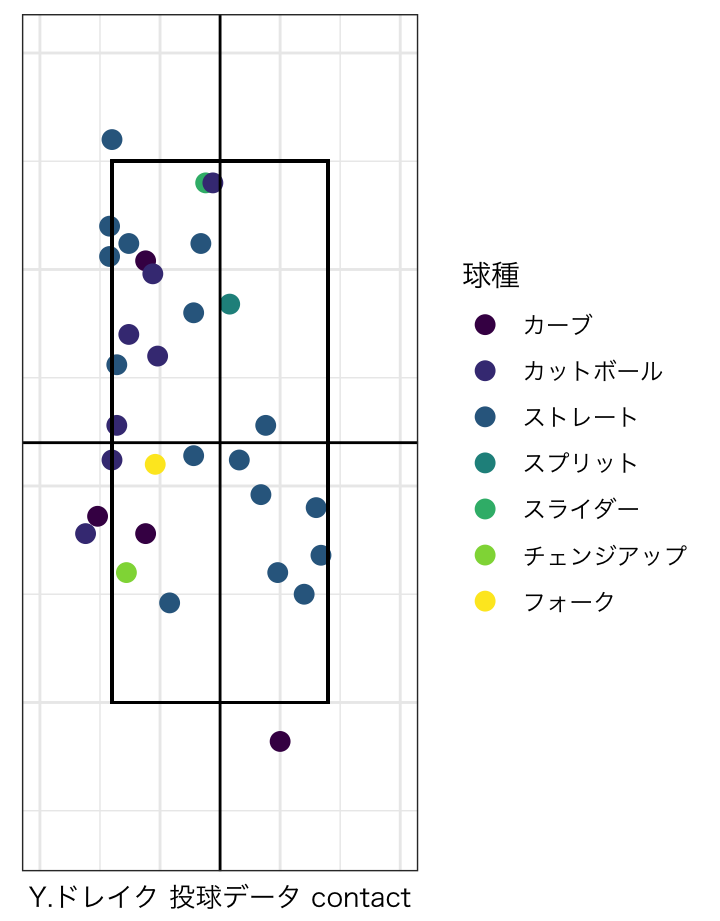 球種
カーブ
カットボール
ストレート
スプリット
スライダー
チェンジアップ
フォーク
Y.ドレイク 投球データ contact